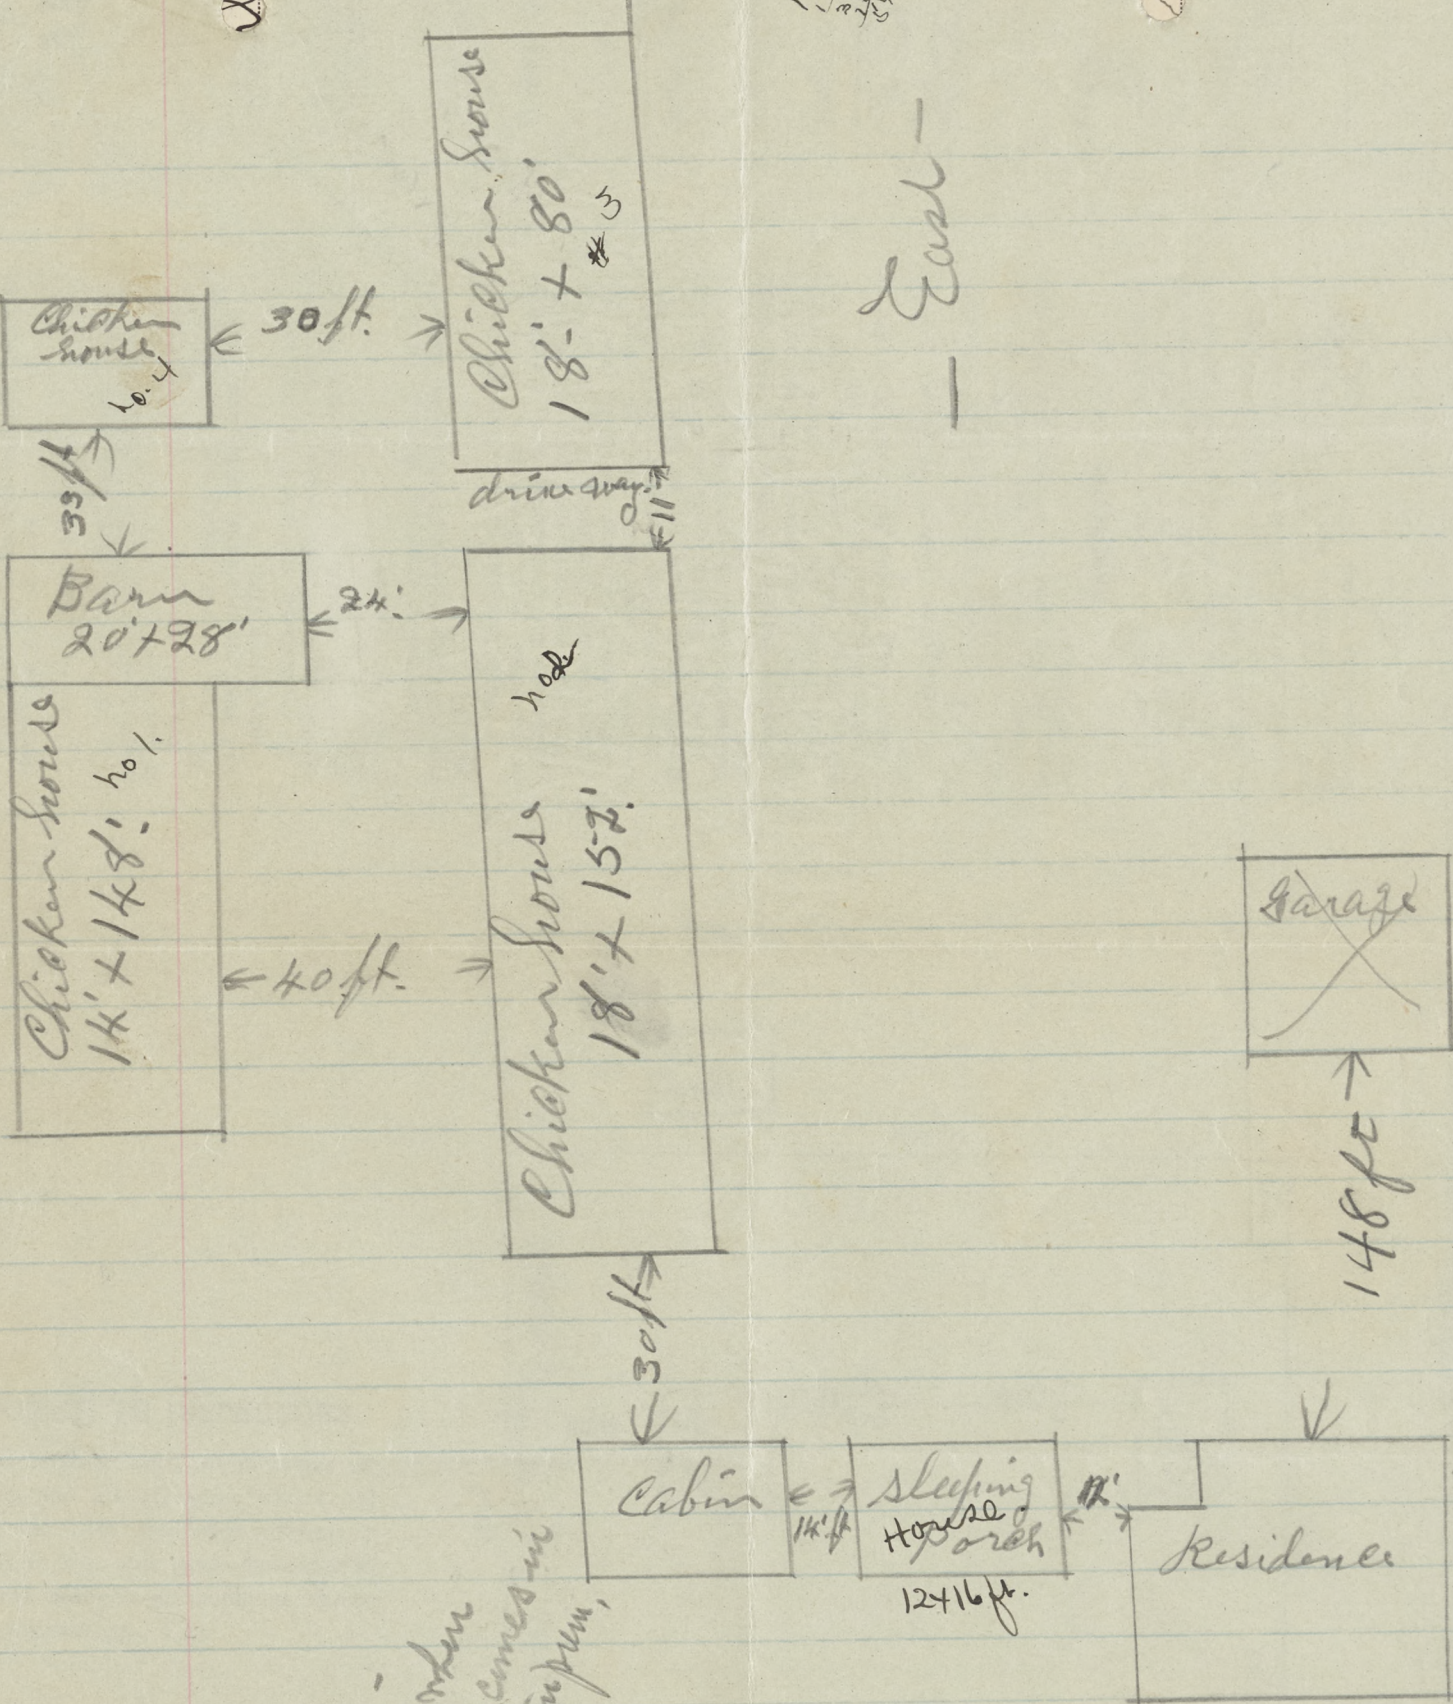 Chicken House
18' + 80'
# 3
— East —
Chicken
House
no. 4
30 ft.
33 ft
driveway
11'
Barn
20' + 28'
24'
no 2
Chicken House
14' + 148'
no 1.
Chicken House
18' + 152'
40 ft.
Garage
148 ft
30 ft
Cabin
14' ft
sleeping
House
Porch
12'
12 + 16 ft.
Residence
when
comes in